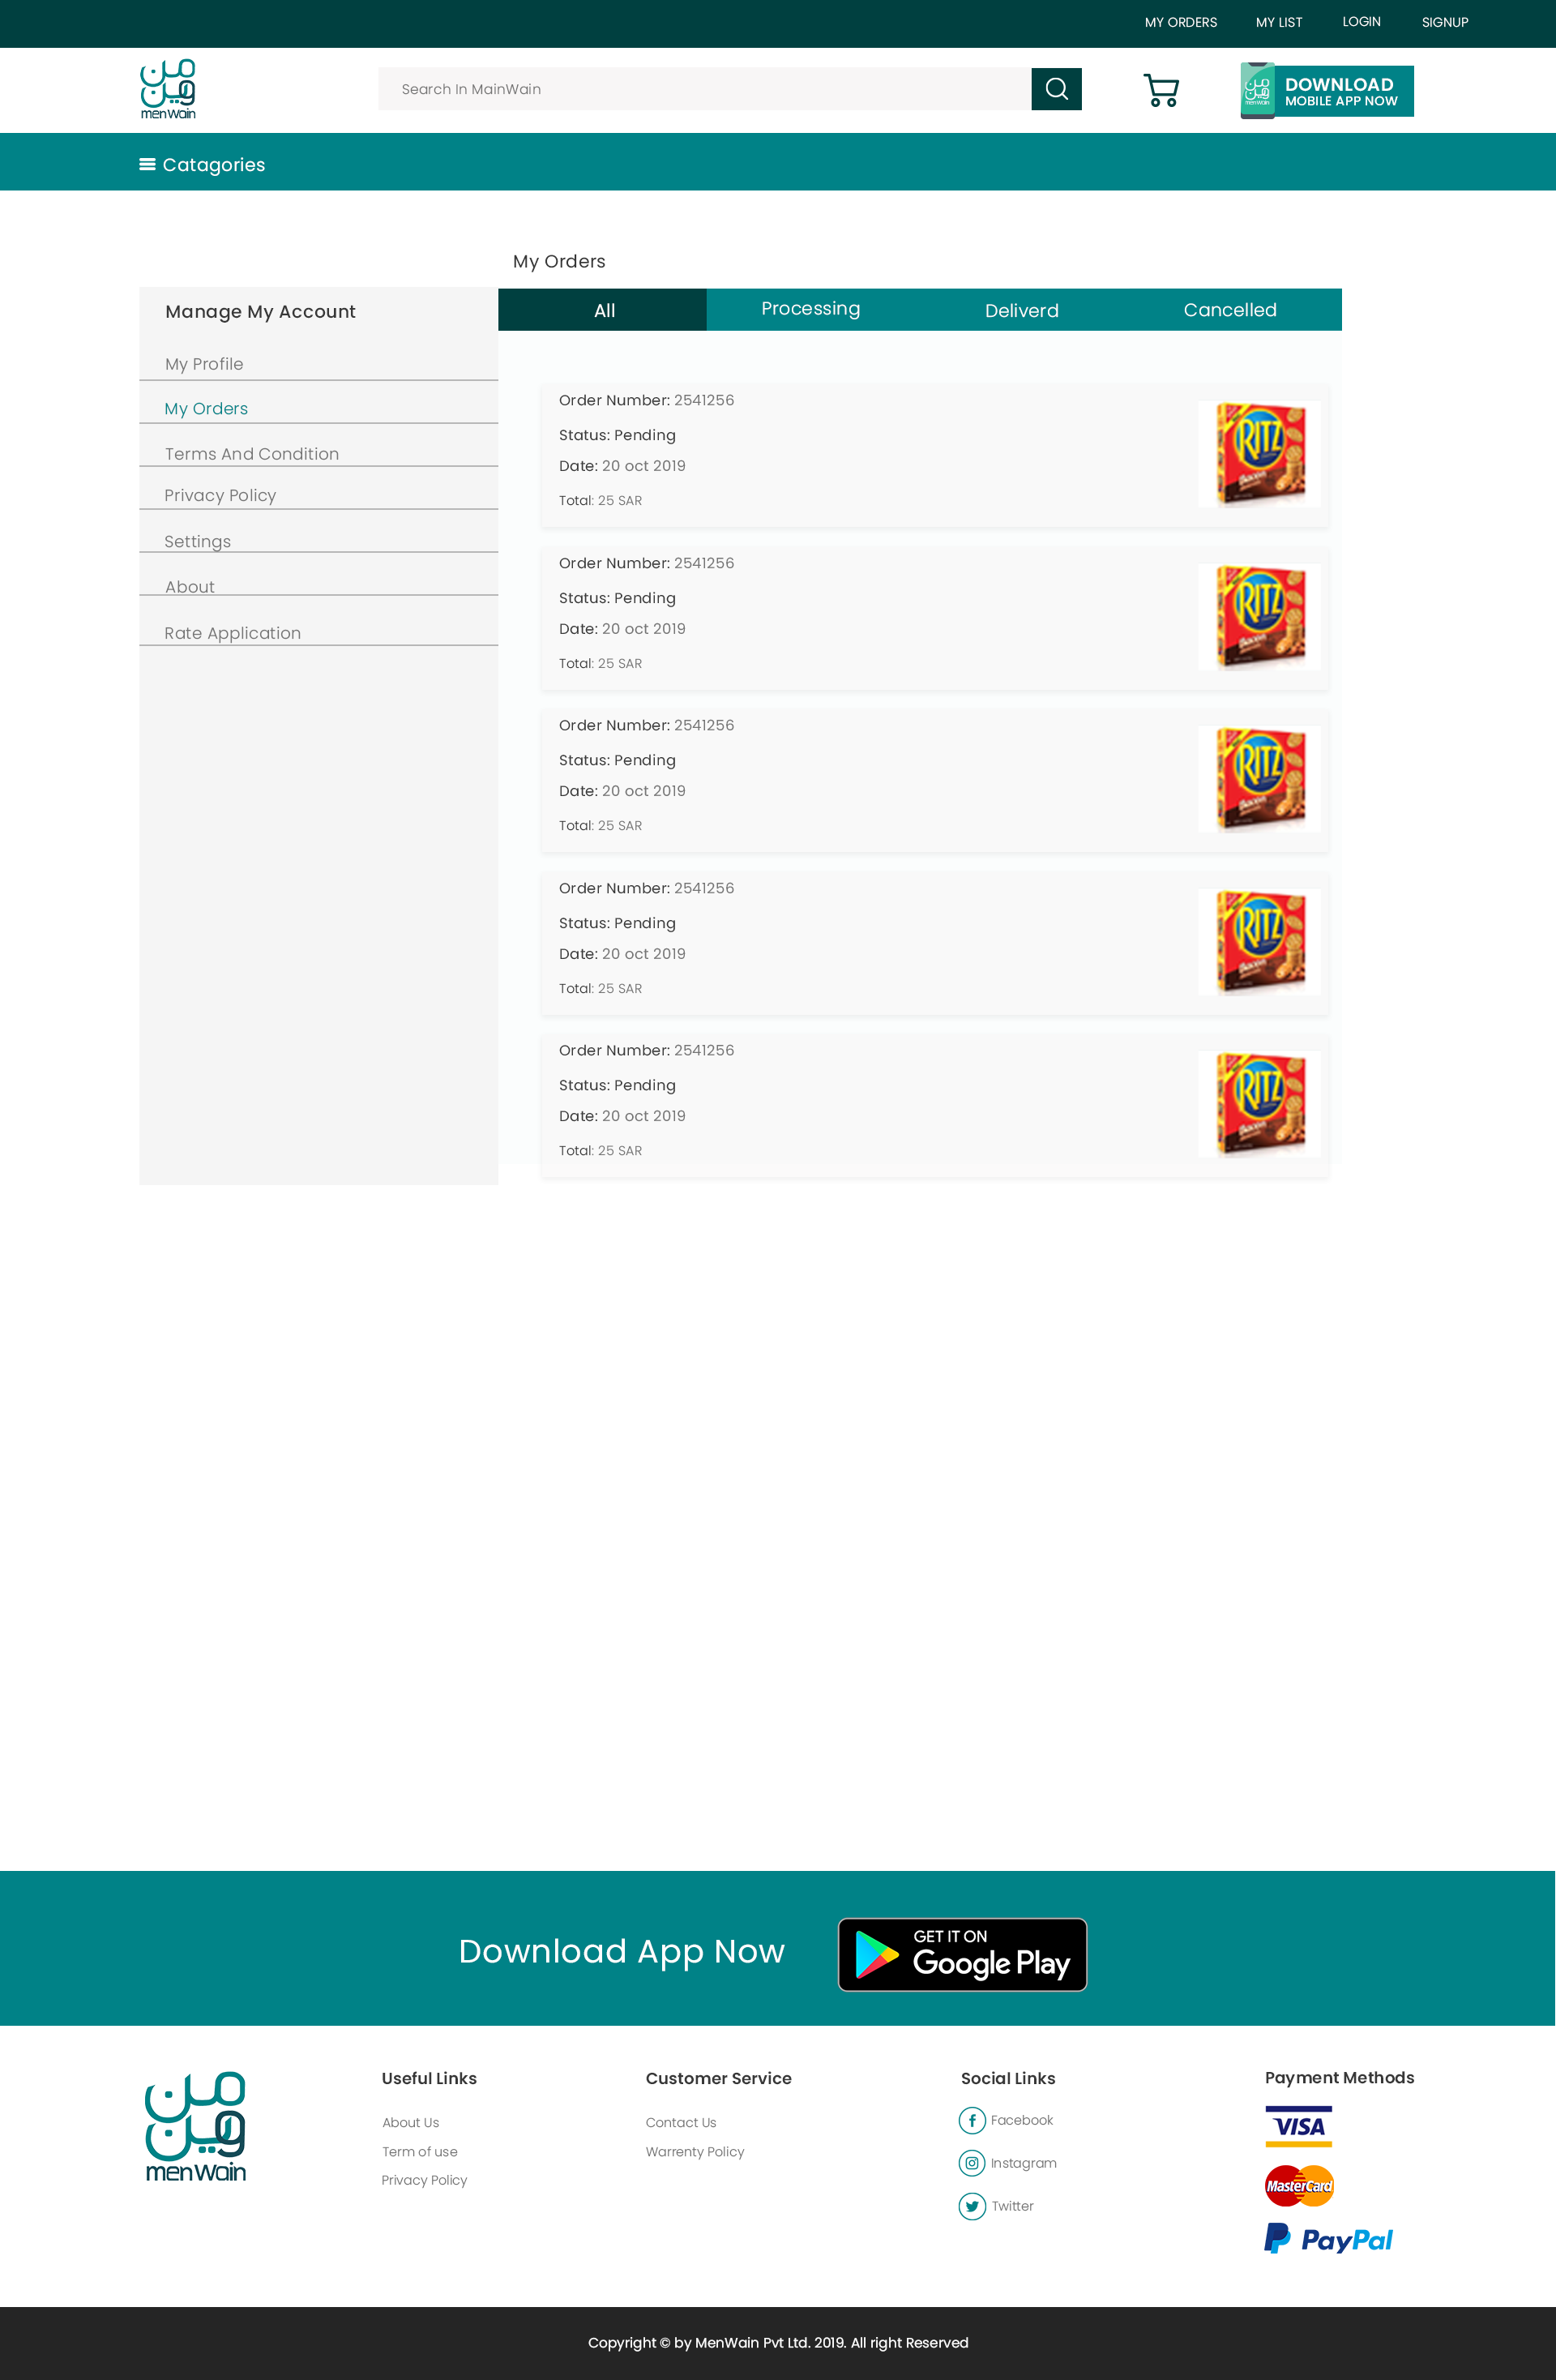 MY ORDERS MY LIST LOGIN SIGNUP
من
وين
menWain
Search In MainWain
menWain
DOWNLOAD
MOBILE APP NOW
Catagories
My Orders
Manage My Account
My Profile
My Orders
Terms And Condition
Privacy Policy
Settings
About
Rate Application
All Processing Deliverd Cancelled
Order Number: 2541256
Status: Pending
Date: 20 oct 2019
Total: 25 SAR
RITZ
Order Number: 2541256
Status: Pending
Date: 20 oct 2019
Total: 25 SAR
RITZ
Order Number: 2541256
Status: Pending
Date: 20 oct 2019
Total: 25 SAR
RITZ
Order Number: 2541256
Status: Pending
Date: 20 oct 2019
Total: 25 SAR
RITZ
Order Number: 2541256
Status: Pending
Date: 20 oct 2019
Total: 25 SAR
RITZ
Download App Now
GET IT ON
Google Play
من
وين
menWain
Useful Links
About Us
Term of use
Privacy Policy
Customer Service
Contact Us
Warrenty Policy
Social Links
Facebook
Instagram
Twitter
Payment Methods
VISA
MasterCard
PayPal
Copyright © by MenWain Pvt Ltd. 2019. All right Reserved